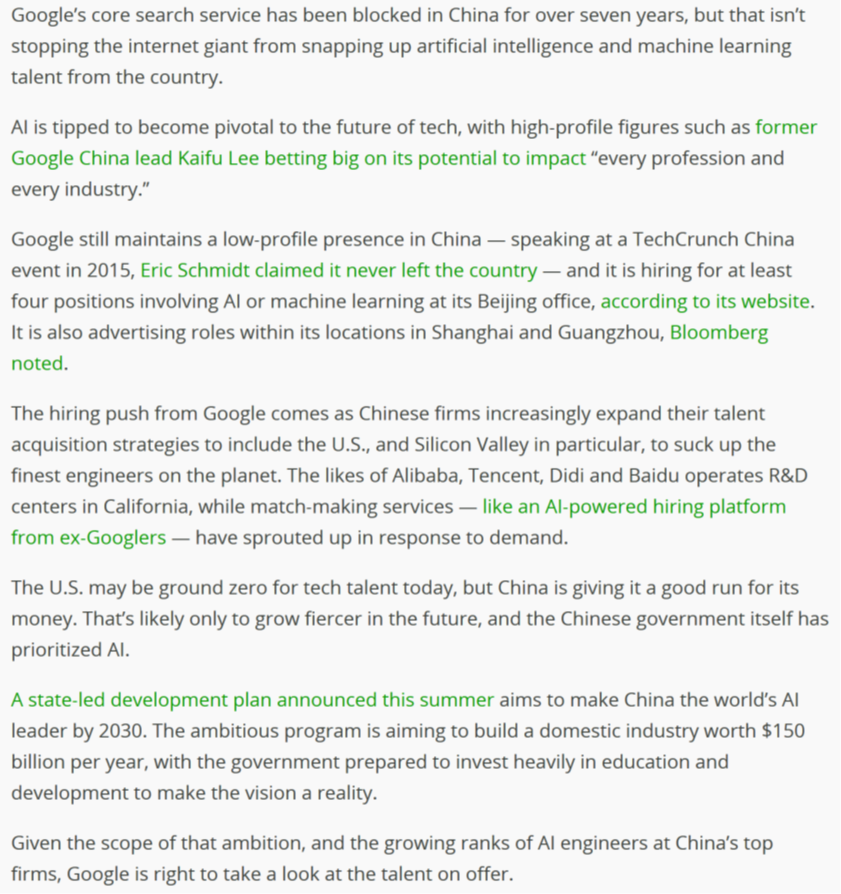 Google’s core search service has been blocked in China for over seven years, but that isn’t
stopping the internet giant from snapping up artificial intelligence and machine learning
talent from the country.
AI is tipped to become pivotal to the future of tech, with high-profile figures such as former
Google China lead Kaifu Lee betting big on its potential to impact “every profession and
every industry.”
Google still maintains a low-profile presence in China — speaking at a TechCrunch China
event in 2015, Eric Schmidt claimed it never left the country — and it is hiring for at least
four positions involving AI or machine learning at its Beijing office, according to its website.
It is also advertising roles within its locations in Shanghai and Guangzhou, Bloomberg
noted.
The hiring push from Google comes as Chinese firms increasingly expand their talent
acquisition strategies to include the U.S., and Silicon Valley in particular, to suck up the
finest engineers on the planet. The likes of Alibaba, Tencent, Didi and Baidu operates R&D
centers in California, while match-making services — like an AI-powered hiring platform
from ex-Googlers — have sprouted up in response to demand.
The U.S. may be ground zero for tech talent today, but China is giving it a good run for its
money. That’s likely only to grow fiercer in the future, and the Chinese government itself has
prioritized AI.
A state-led development plan announced this summer aims to make China the world’s AI
leader by 2030. The ambitious program is aiming to build a domestic industry worth $150
billion per year, with the government prepared to invest heavily in education and
development to make the vision a reality.
Given the scope of that ambition, and the growing ranks of AI engineers at China’s top
firms, Google is right to take a look at the talent on offer.